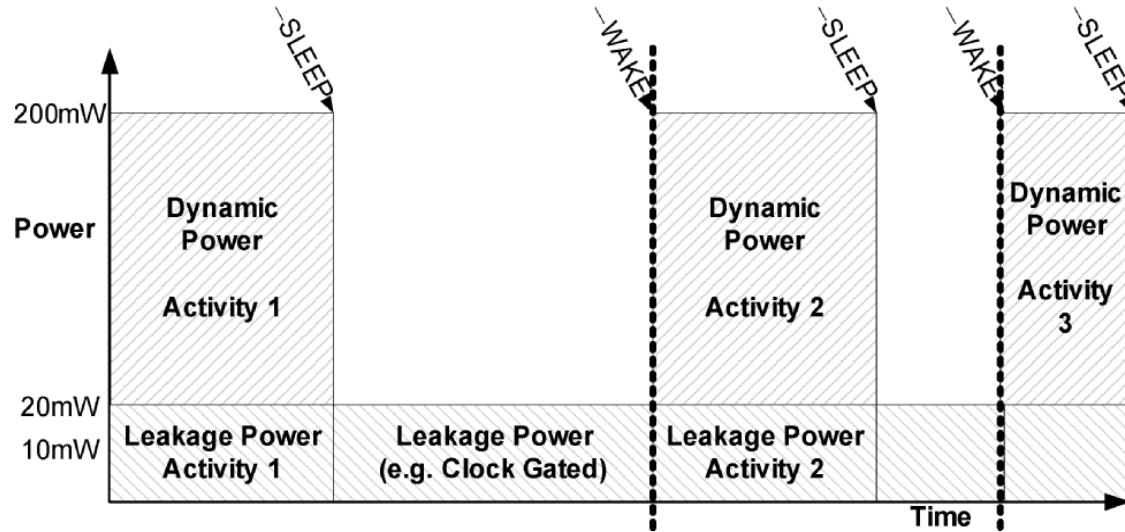 –SLEEP
–WAKE
–SLEEP
–WAKE
–SLEEP
200mW
Power
20mW
10mW
Dynamic
Power
Activity 1
Dynamic
Power
Activity 2
Dynamic
Power
Activity
3
Leakage Power
Activity 1
Leakage Power
(e.g. Clock Gated)
Leakage Power
Activity 2
Time